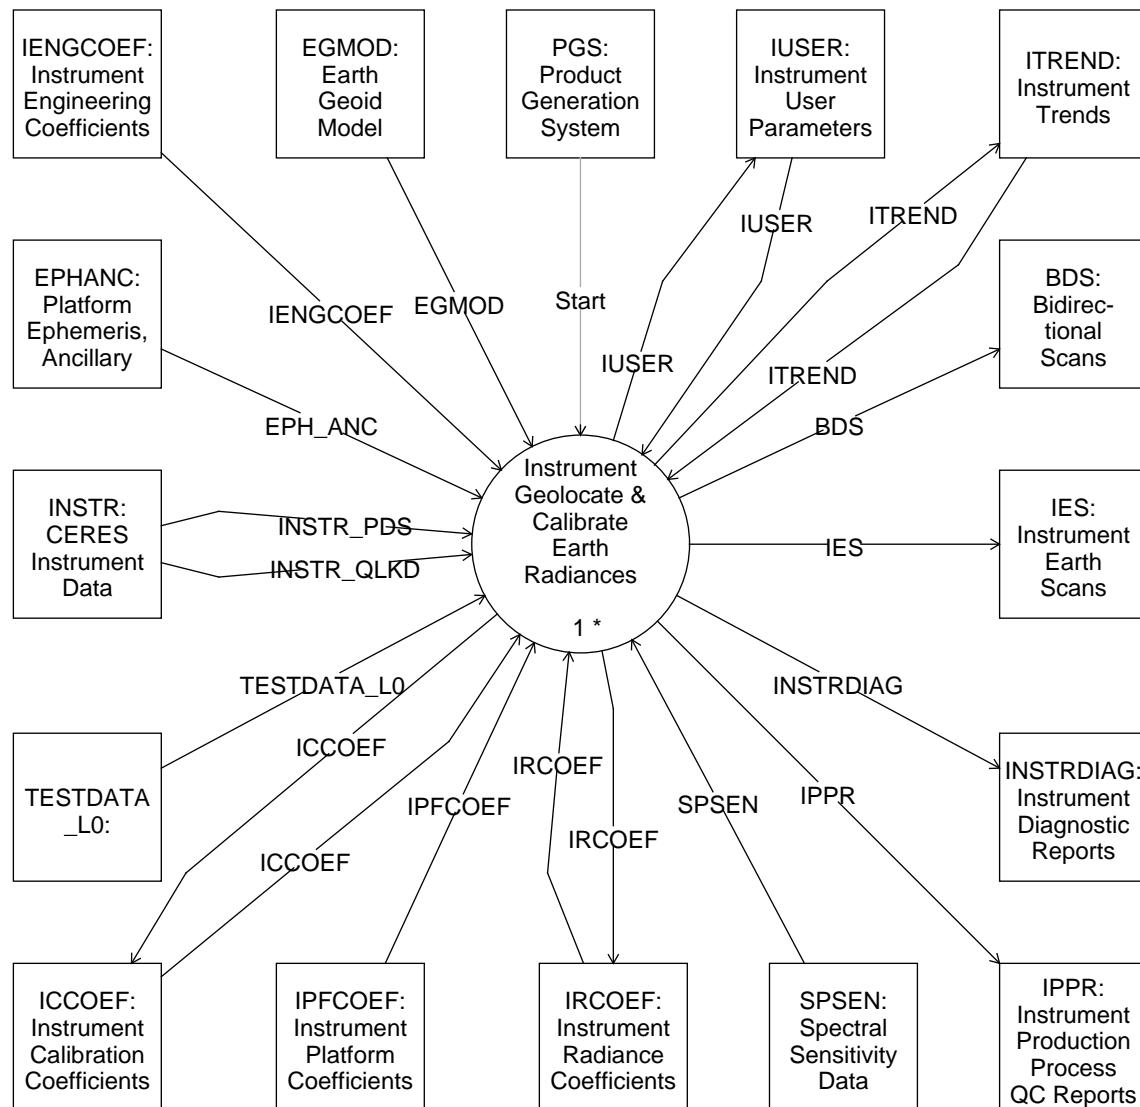 IENGCOEF:
Instrument
Engineering
Coefficients
EGMOD:
Earth
Geoid
Model
PGS:
Product
Generation
System
IUSER:
Instrument
User
Parameters
ITREND:
Instrument
Trends
IUSER
ITREND
EPHANC:
Platform
Ephemeris,
Ancillary
IENGCOEF
EGMOD
Start
IUSER
ITREND
BDS:
Bidirec-
tional
Scans
EPH_ANC
BDS
INSTR:
CERES
Instrument
Data
INSTR_PDS
INSTR_QLKD
Instrument
Geolocate &
Calibrate
Earth
Radiances
1 *
IES
IES:
Instrument
Earth
Scans
TESTDATA_L0
INSTRDIAG
TESTDATA
_L0:
ICCOEF
IRCOEF
IPFCOEF
SPSEN
IPPR
INSTRDIAG:
Instrument
Diagnostic
Reports
ICCOEF
IRCOEF
ICCOEF:
Instrument
Calibration
Coefficients
IPFCOEF:
Instrument
Platform
Coefficients
IRCOEF:
Instrument
Radiance
Coefficients
SPSEN:
Spectral
Sensitivity
Data
IPPR:
Instrument
Production
Process
QC Reports